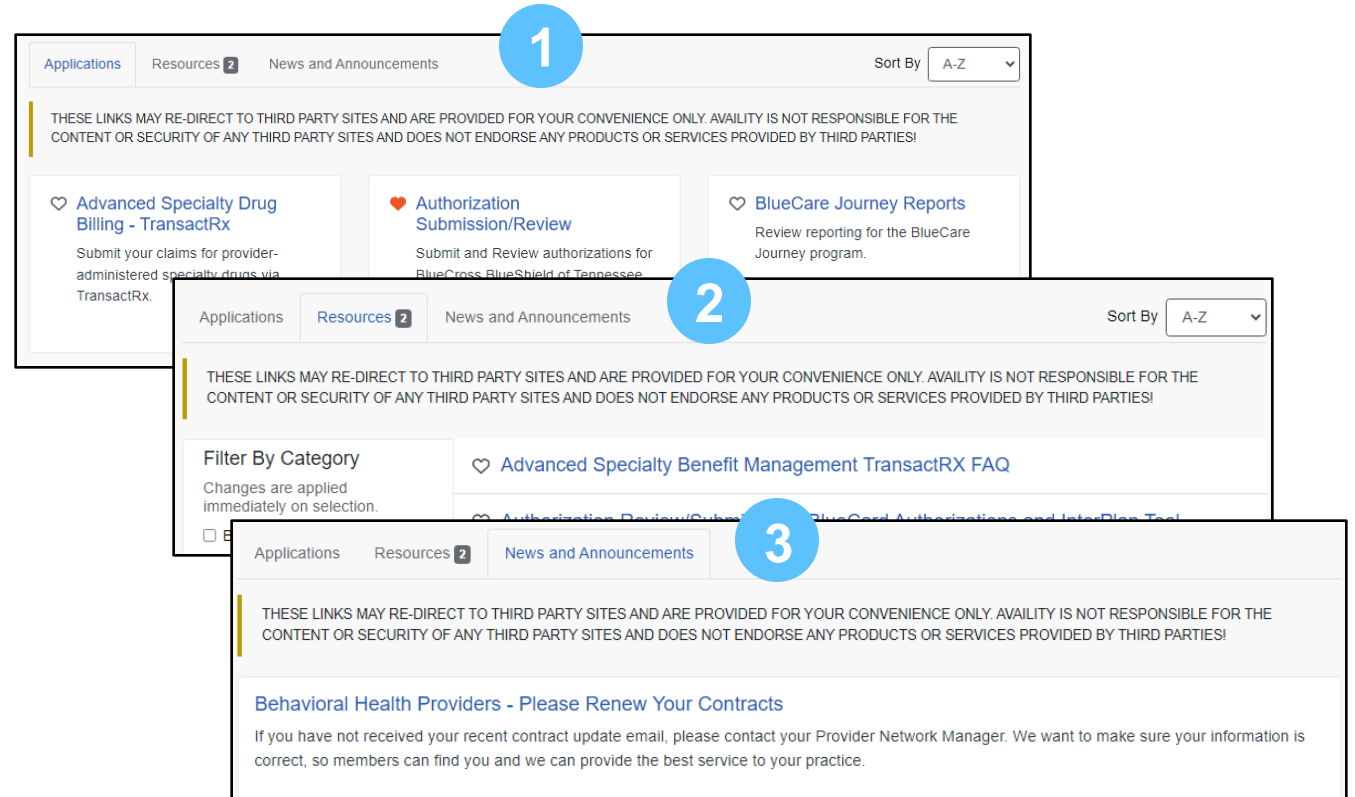 1
Applications
Resources 2
News and Announcements
Sort By
A-Z
THESE LINKS MAY RE-DIRECT TO THIRD PARTY SITES AND ARE PROVIDED FOR YOUR CONVENIENCE ONLY. AVAILITY IS NOT RESPONSIBLE FOR THE
CONTENT OR SECURITY OF ANY THIRD PARTY SITES AND DOES NOT ENDORSE ANY PRODUCTS OR SERVICES PROVIDED BY THIRD PARTIES!
Advanced Specialty Drug
Billing - TransactRx
Submit your claims for provider-
administered specialty drugs via
TransactRx.
Authorization
Submission/Review
Submit and Review authorizations for
BlueCross BlueShield of Tennessee
BlueCare Journey Reports
Review reporting for the BlueCare
Journey program.
2
Applications
Resources 2
News and Announcements
Sort By
A-Z
THESE LINKS MAY RE-DIRECT TO THIRD PARTY SITES AND ARE PROVIDED FOR YOUR CONVENIENCE ONLY. AVAILITY IS NOT RESPONSIBLE FOR THE
CONTENT OR SECURITY OF ANY THIRD PARTY SITES AND DOES NOT ENDORSE ANY PRODUCTS OR SERVICES PROVIDED BY THIRD PARTIES!
Filter By Category
Changes are applied
immediately on selection.
Advanced Specialty Benefit Management TransactRX FAQ
Authorization BlueCard Authorizations and InterPlan Tool
3
Applications
Resources 2
News and Announcements
THESE LINKS MAY RE-DIRECT TO THIRD PARTY SITES AND ARE PROVIDED FOR YOUR CONVENIENCE ONLY. AVAILITY IS NOT RESPONSIBLE FOR THE
CONTENT OR SECURITY OF ANY THIRD PARTY SITES AND DOES NOT ENDORSE ANY PRODUCTS OR SERVICES PROVIDED BY THIRD PARTIES!
Behavioral Health Providers - Please Renew Your Contracts
If you have not received your recent contract update email, please contact your Provider Network Manager. We want to make sure your information is
correct, so members can find you and we can provide the best service to your practice.